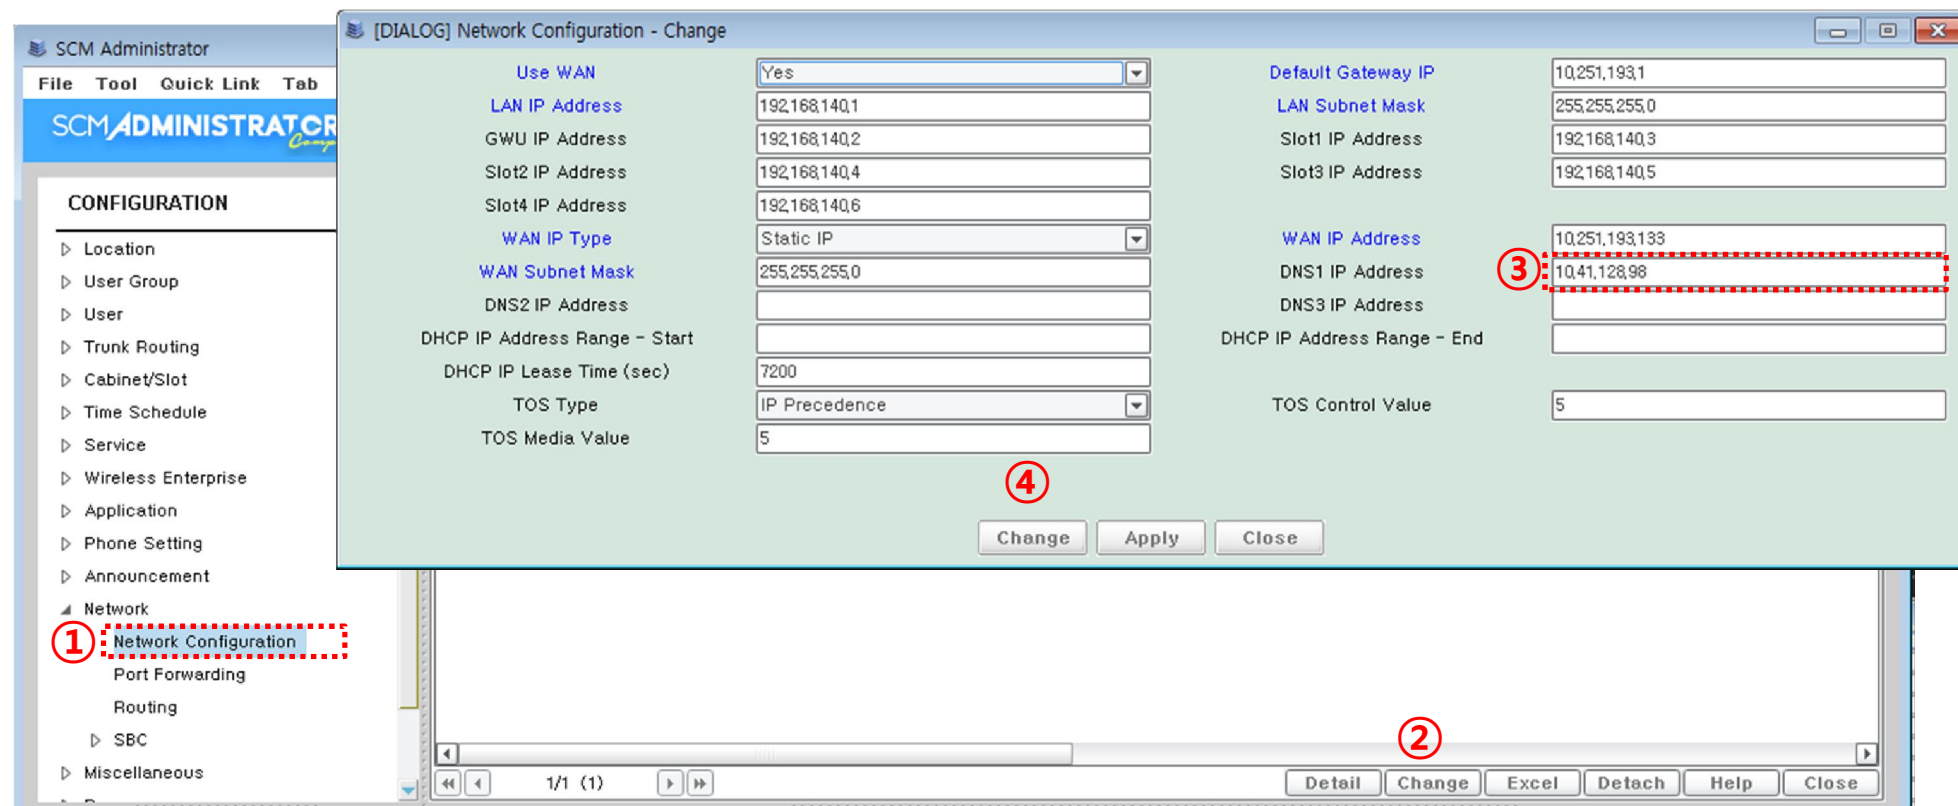 [DIALOG] Network Configuration - Change
SCM Administrator
File Tool Quick Link Tab
SCM ADMINISTRATOR
CONFIGURATION
Location
User Group
User
Trunk Routing
Cabinet/Slot
Time Schedule
Service
Wireless Enterprise
Application
Phone Setting
Announcement
Network
① Network Configuration
Port Forwarding
Routing
SBC
Miscellaneous
Use WAN Yes Default Gateway IP 10,251,193,1
LAN IP Address 192,168,140,1 LAN Subnet Mask 255,255,255,0
GWU IP Address 192,168,140,2 Slot1 IP Address 192,168,140,3
Slot2 IP Address 192,168,140,4 Slot3 IP Address 192,168,140,5
Slot4 IP Address 192,168,140,6
WAN IP Type Static IP WAN IP Address 10,251,193,133
WAN Subnet Mask 255,255,255,0 DNS1 IP Address ③ 10,41,128,98
DNS2 IP Address DNS3 IP Address
DHCP IP Address Range - Start DHCP IP Address Range - End
DHCP IP Lease Time (sec) 7200
TOS Type IP Precedence TOS Control Value 5
TOS Media Value 5
④
Change Apply Close
②
1/1 (1) Detail Change Excel Detach Help Close